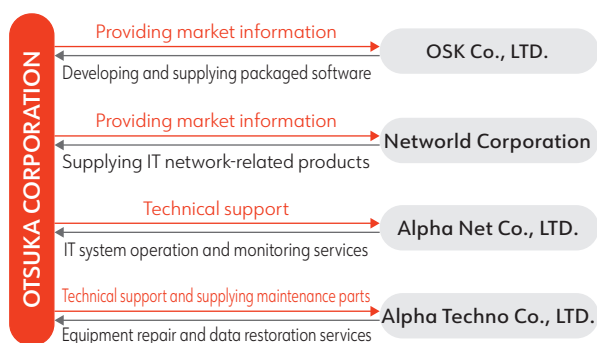 OTSUKA CORPORATION
Providing market information
OSK Co., LTD.
Developing and supplying packaged software
Providing market information
Networld Corporation
Supplying IT network-related products
Technical support
Alpha Net Co., LTD.
IT system operation and monitoring services
Technical support and supplying maintenance parts
Alpha Techno Co., LTD.
Equipment repair and data restoration services